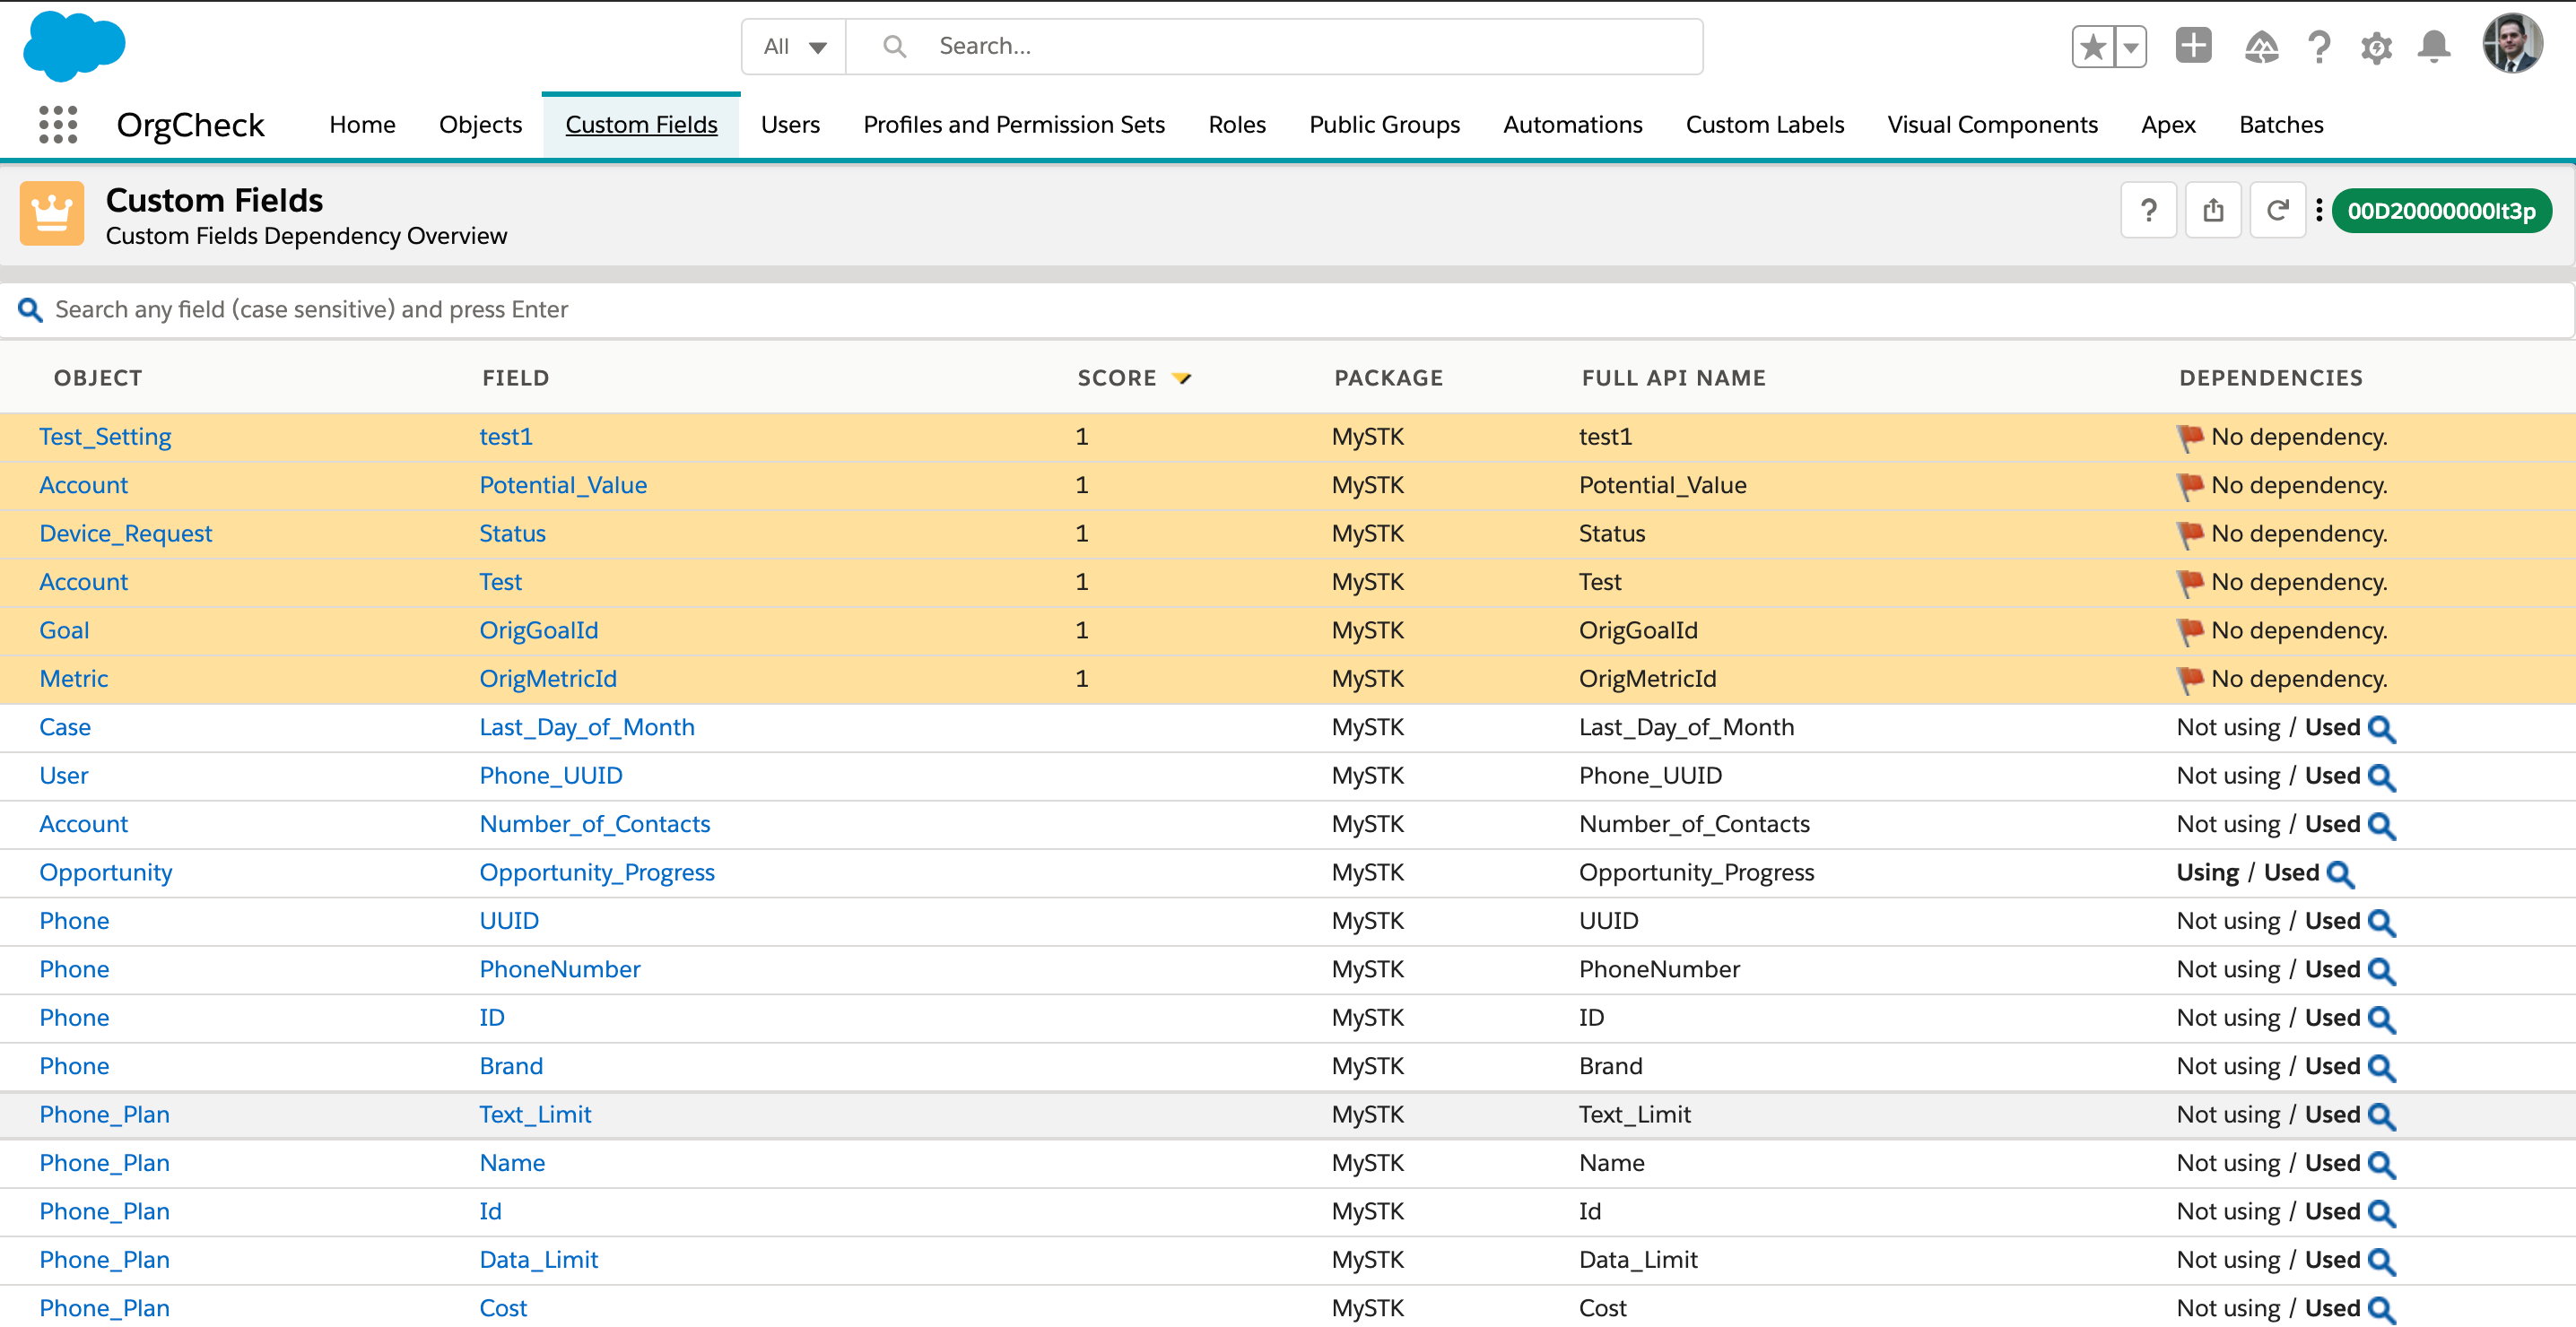 All Search...
OrgCheck Home Objects Custom Fields Users Profiles and Permission Sets Roles Public Groups Automations Custom Labels Visual Components Apex Batches
Custom Fields
Custom Fields Dependency Overview
? 00D20000000It3p
Search any field (case sensitive) and press Enter
OBJECT FIELD SCORE PACKAGE FULL API NAME DEPENDENCIES
Test_Setting test1 1 MySTK test1 No dependency.
Account Potential_Value 1 MySTK Potential_Value No dependency.
Device_Request Status 1 MySTK Status No dependency.
Account Test 1 MySTK Test No dependency.
Goal OrigGoalId 1 MySTK OrigGoalId No dependency.
Metric OrigMetricId 1 MySTK OrigMetricId No dependency.
Case Last_Day_of_Month MySTK Last_Day_of_Month Not using / Used
User Phone_UUID MySTK Phone_UUID Not using / Used
Account Number_of_Contacts MySTK Number_of_Contacts Not using / Used
Opportunity Opportunity_Progress MySTK Opportunity_Progress Using / Used
Phone UUID MySTK UUID Not using / Used
Phone PhoneNumber MySTK PhoneNumber Not using / Used
Phone ID MySTK ID Not using / Used
Phone Brand MySTK Brand Not using / Used
Phone_Plan Text_Limit MySTK Text_Limit Not using / Used
Phone_Plan Name MySTK Name Not using / Used
Phone_Plan Id MySTK Id Not using / Used
Phone_Plan Data_Limit MySTK Data_Limit Not using / Used
Phone_Plan Cost MySTK Cost Not using / Used